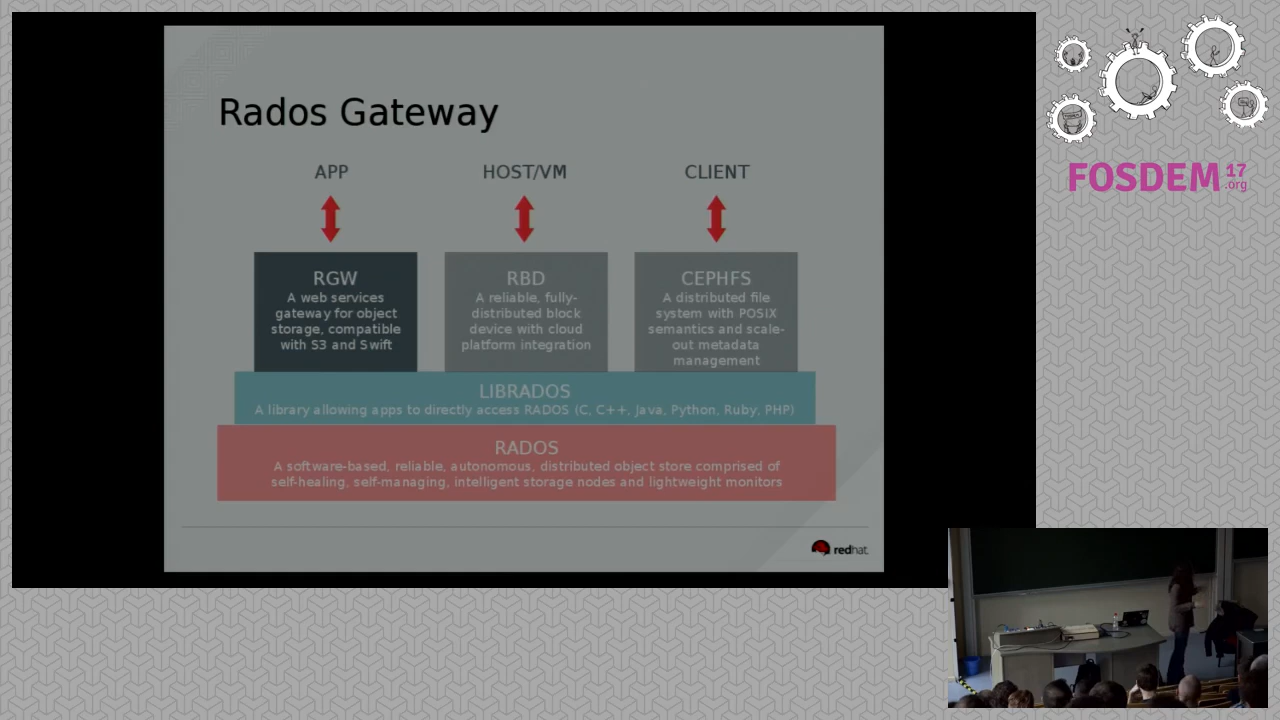 Rados Gateway
APP
HOST/VM
CLIENT
RGW
A web services
gateway for object
storage, compatible
with S3 and Swift
RBD
A reliable, fully-
distributed block
device with cloud
platform integration
CEPHFS
A distributed file
system with POSIX
semantics and scale-
out metadata
management
LIBRADOS
A library allowing apps to directly access RADOS (C, C++, Java, Python, Ruby, PHP)
RADOS
A software-based, reliable, autonomous, distributed object store comprised of
self-healing, self-managing, intelligent storage nodes and lightweight monitors
redhat
FOSDEM 17
.org